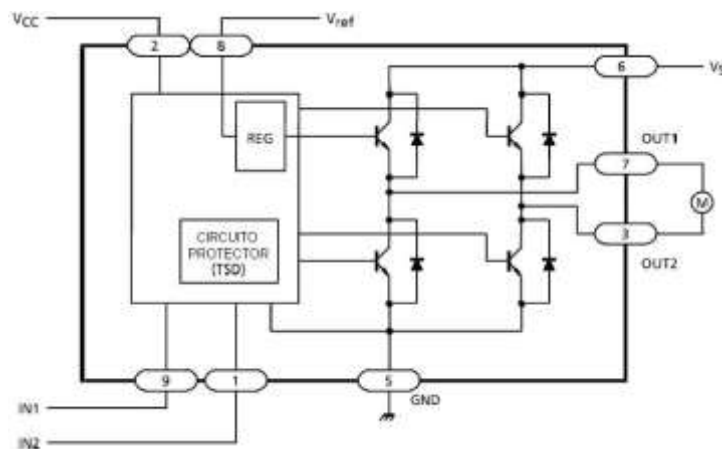 VCC
Vref
2
8
6
VS
REG
OUT1
7
M
CIRCUITO
PROTECTOR
(TSD)
3
OUT2
9
1
5
GND
IN1
IN2